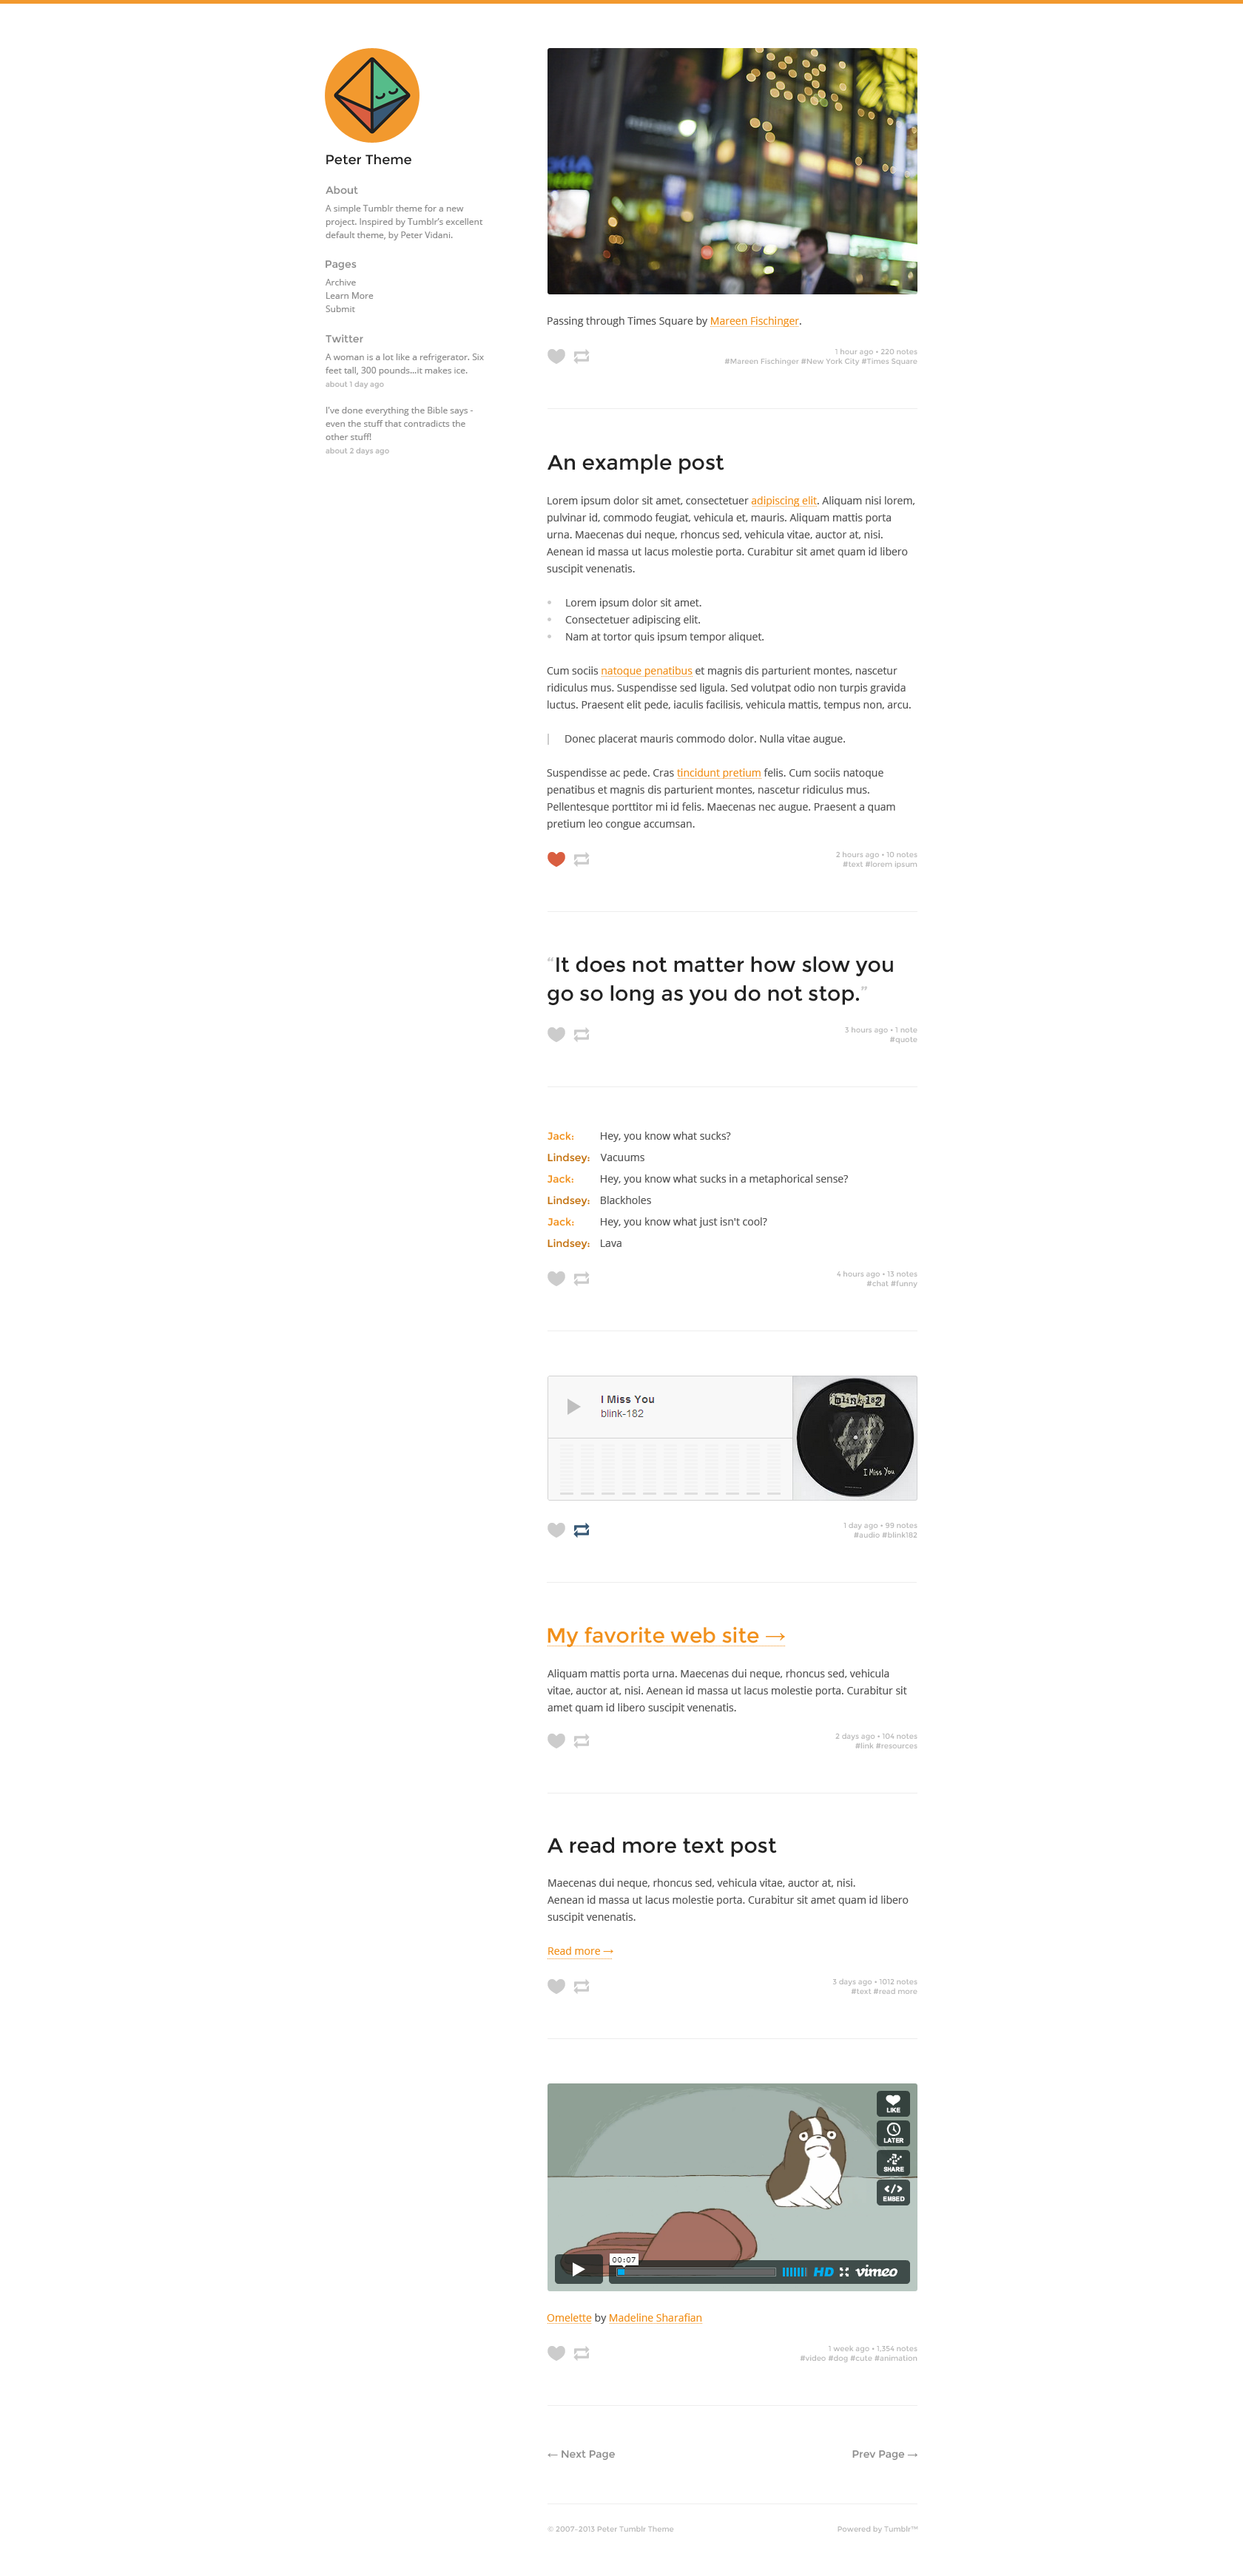 Peter Theme
About
A simple Tumblr theme for a new
project. Inspired by Tumblr's excellent
default theme, by Peter Vidani.
Pages
Archive
Learn More
Submit
Twitter
A woman is a lot like a refrigerator. Six
feet tall, 300 pounds...it makes ice.
about 1 day ago
I've done everything the Bible says -
even the stuff that contradicts the
other stuff!
about 2 days ago
Times Square
Passing through Times Square by Mareen Fischinger.
1 hour ago • 220 notes
#Mareen Fischinger #New York City #Times Square
An example post
Lorem ipsum dolor sit amet, consectetuer adipiscing elit. Aliquam nisi lorem,
pulvinar id, commodo feugiat, vehicula et, mauris. Aliquam mattis porta
urna. Maecenas dui neque, rhoncus sed, vehicula vitae, auctor at, nisi.
Aenean id massa ut lacus molestie porta. Curabitur sit amet quam id libero
suscipit venenatis.
• Lorem ipsum dolor sit amet.
• Consectetuer adipiscing elit.
• Nam at tortor quis ipsum tempor aliquet.
Cum sociis natoque penatibus et magnis dis parturient montes, nascetur
ridiculus mus. Suspendisse sed ligula. Sed volutpat odio non turpis gravida
luctus. Praesent elit pede, iaculis facilisis, vehicula mattis, tempus non, arcu.
Donec placerat mauris commodo dolor. Nulla vitae augue.
Suspendisse ac pede. Cras tincidunt pretium felis. Cum sociis natoque
penatibus et magnis dis parturient montes, nascetur ridiculus mus.
Pellentesque porttitor mi id felis. Maecenas nec augue. Praesent a quam
pretium leo congue accumsan.
2 hours ago • 10 notes
#text #lorem ipsum
“It does not matter how slow you
go so long as you do not stop.”
3 hours ago • 1 note
#quote
Jack: Hey, you know what sucks?
Lindsey: Vacuums
Jack: Hey, you know what sucks in a metaphorical sense?
Lindsey: Blackholes
Jack: Hey, you know what just isn't cool?
Lindsey: Lava
4 hours ago • 13 notes
#chat #funny
I Miss You
blink-182
blink 182
I Miss You
1 day ago • 99 notes
#audio #blink182
My favorite web site →
Aliquam mattis porta urna. Maecenas dui neque, rhoncus sed, vehicula
vitae, auctor at, nisi. Aenean id massa ut lacus molestie porta. Curabitur sit
amet quam id libero suscipit venenatis.
2 days ago • 104 notes
#link #resources
A read more text post
Maecenas dui neque, rhoncus sed, vehicula vitae, auctor at, nisi.
Aenean id massa ut lacus molestie porta. Curabitur sit amet quam id libero
suscipit venenatis.
Read more →
3 days ago • 1012 notes
#text #read more
LIKE
LATER
SHARE
EMBED
00:07
HD vimeo
Omelette by Madeline Sharafian
1 week ago • 1,354 notes
#video #dog #cute #animation
← Next Page
Prev Page →
© 2007-2013 Peter Tumblr Theme
Powered by Tumblr™